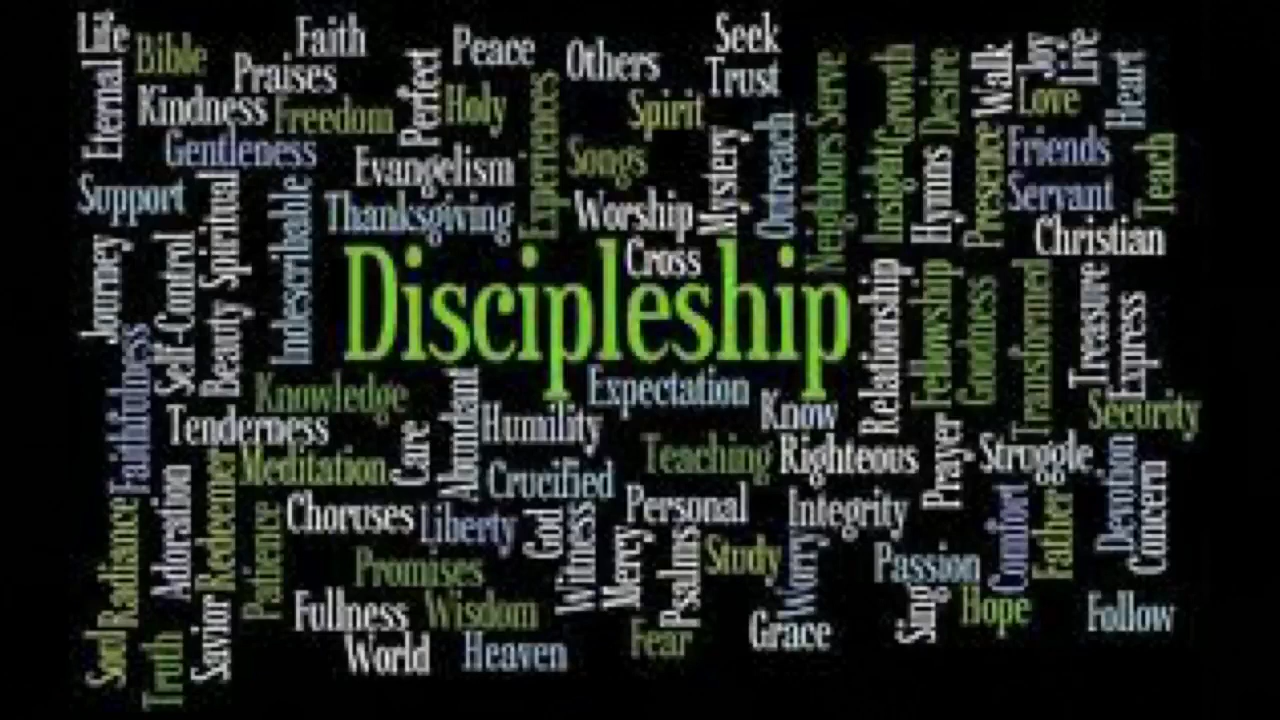 Life
Bible
Faith
Peace
Others
Seek
Trust
Praises
Eternal
Kindness
Freedom
Perfect
Holy
Experiences
Spirit
Serve
Growth
Desire
Walk
Joy
Live
Love
Heart
Gentleness
Evangelism
Songs
Mystery
Outreach
Neighbors
Insight
Hymns
Presence
Friends
Servant
Teach
Support
Spiritual
Indescribable
Thanksgiving
Worship
Christian
Cross
Discipleship
Journey
Self-Control
Beauty
Relationship
Fellowship
Goodness
Transformed
Treasure
Express
Faithfulness
Knowledge
Expectation
Know
Security
Tenderness
Care
Abundant
Humility
Teaching
Righteous
Prayer
Struggle
Meditation
Crucified
Devotion
Concern
Adoration
Redeemer
Patience
Choruses
Liberty
God
Witness
Personal
Integrity
Comfort
Father
Radiance
Promises
Mercy
Psalms
Study
Worry
Passion
Sing
Hope
Follow
Soul
Truth
Savior
Fullness
Wisdom
Fear
Grace
World
Heaven